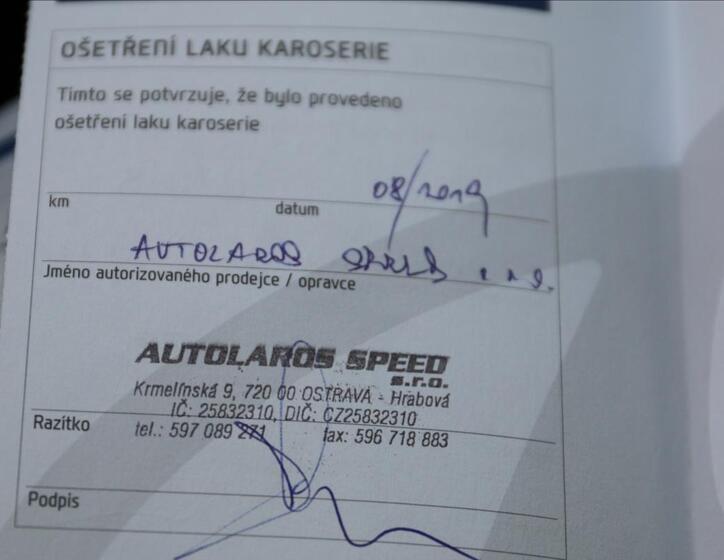 OŠETŘENÍ LAKU KAROSERIE
Tímto se potvrzuje, že bylo provedeno
ošetření laku karoserie
08/2019
km datum
AUTOLAROS SPEED s.r.o.
Jméno autorizovaného prodejce / opravce
AUTOLAROS SPEED
s.r.o.
Krmelínská 9, 720 00 OSTRAVA - Hrabová
IČ: 25832310, DIČ: CZ25832310
Razítko
tel.: 597 089 271 fax: 596 718 883
Podpis